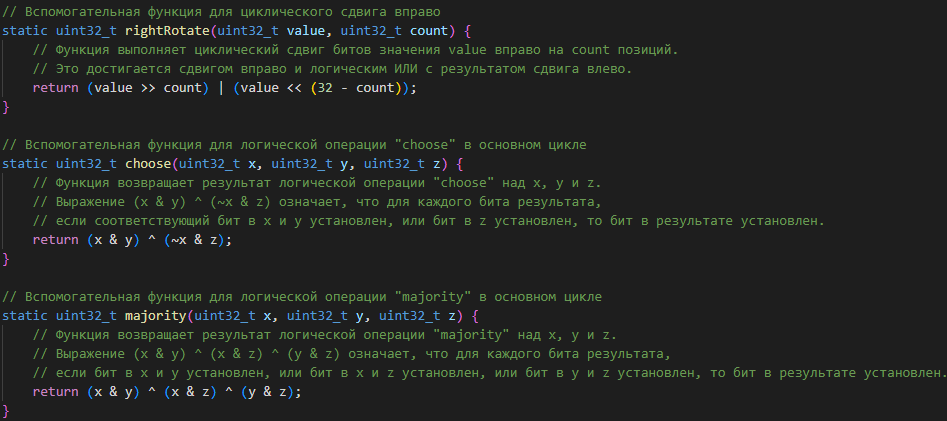 // Вспомогательная функция для циклического сдвига вправо
static uint32_t rightRotate(uint32_t value, uint32_t count) {
// Функция выполняет циклический сдвиг битов значения value вправо на count позиций.
// Это достигается сдвигом вправо и логическим ИЛИ с результатом сдвига влево.
return (value >> count) | (value << (32 - count));
}
// Вспомогательная функция для логической операции "choose" в основном цикле
static uint32_t choose(uint32_t x, uint32_t y, uint32_t z) {
// Функция возвращает результат логической операции "choose" над x, y и z.
// Выражение (x & y) ^ (~x & z) означает, что для каждого бита результата,
// если соответствующий бит в x и y установлен, или бит в z установлен, то бит в результате установлен.
return (x & y) ^ (~x & z);
}
// Вспомогательная функция для логической операции "majority" в основном цикле
static uint32_t majority(uint32_t x, uint32_t y, uint32_t z) {
// Функция возвращает результат логической операции "majority" над x, y и z.
// Выражение (x & y) ^ (x & z) ^ (y & z) означает, что для каждого бита результата,
// если бит в x и y установлен, или бит в x и z установлен, или бит в y и z установлен, то бит в результате установлен.
return (x & y) ^ (x & z) ^ (y & z);
}